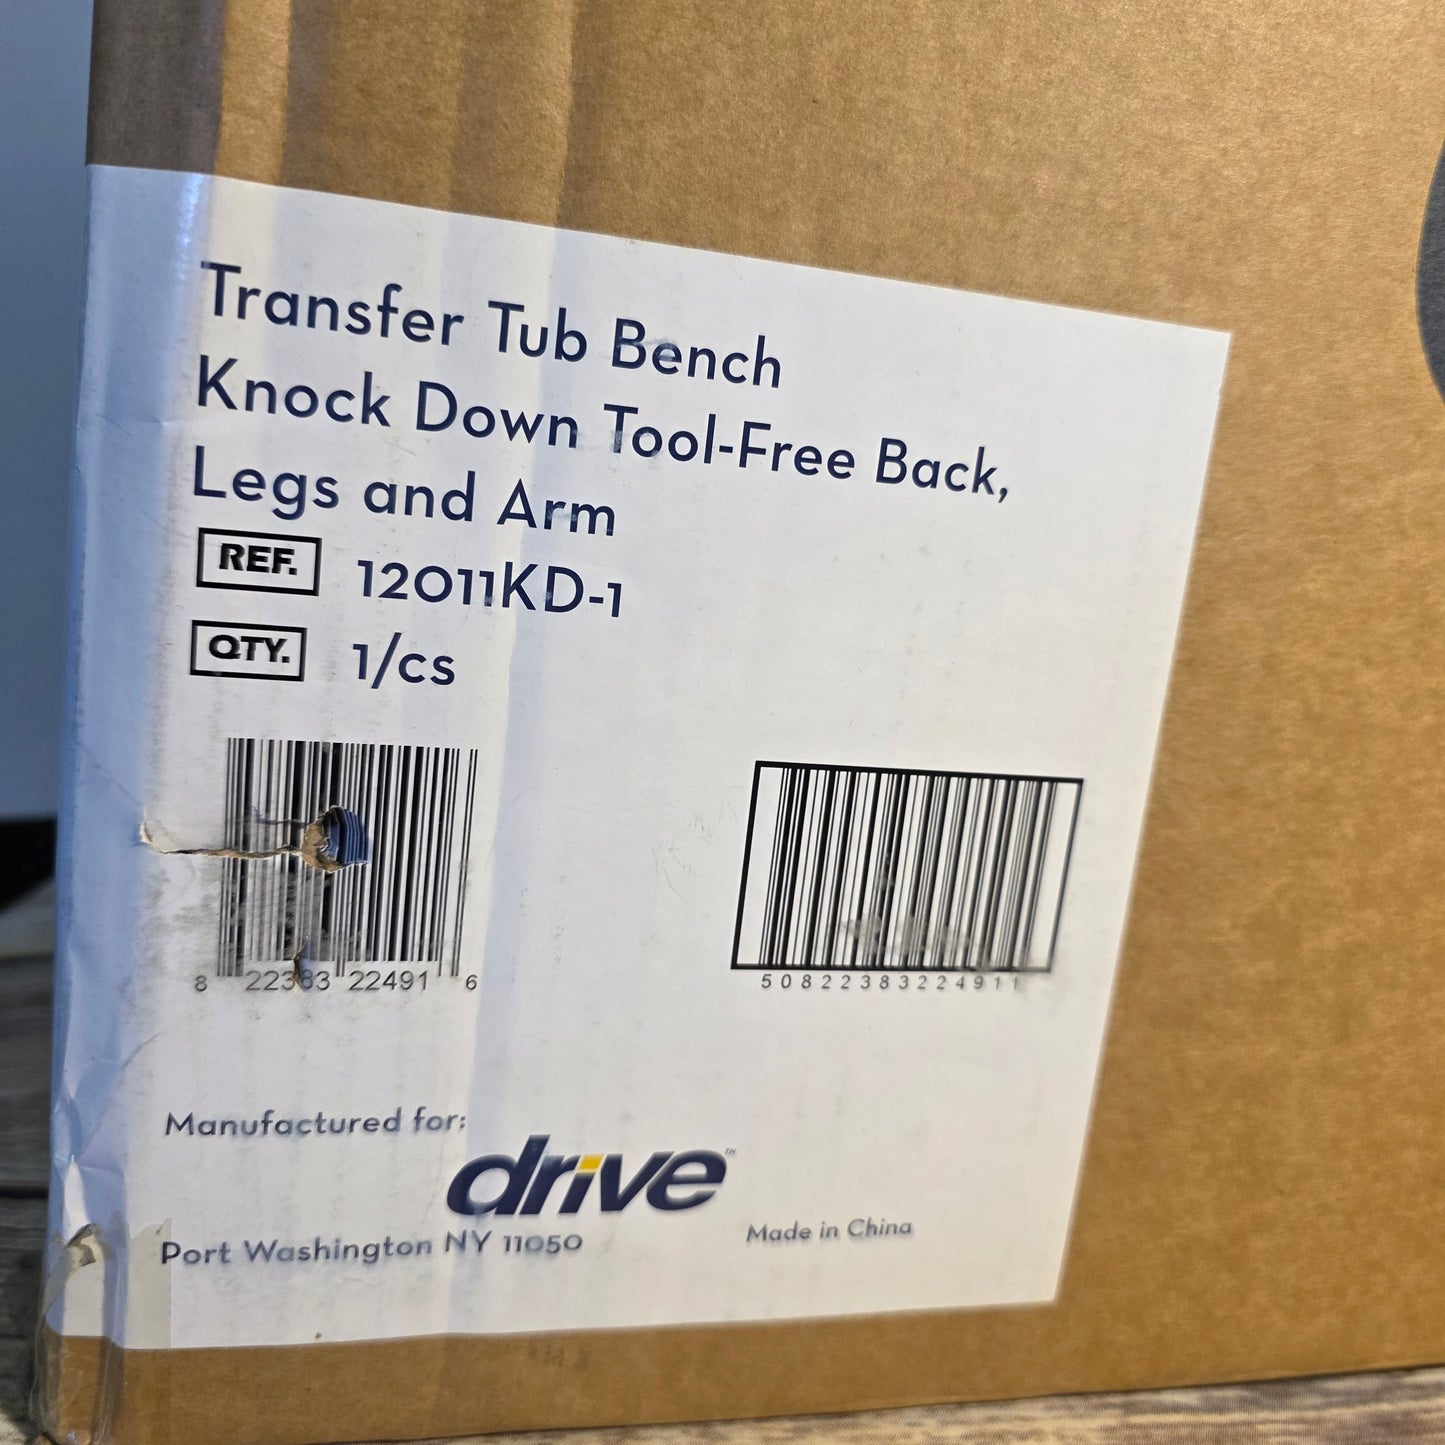 Transfer Tub Bench
Knock Down Tool-Free Back,
Legs and Arm
REF. 12011KD-1
QTY. 1/cs
8 22383 22491 6
50822383224911
Manufactured for:
drive™
Port Washington NY 11050
Made in China